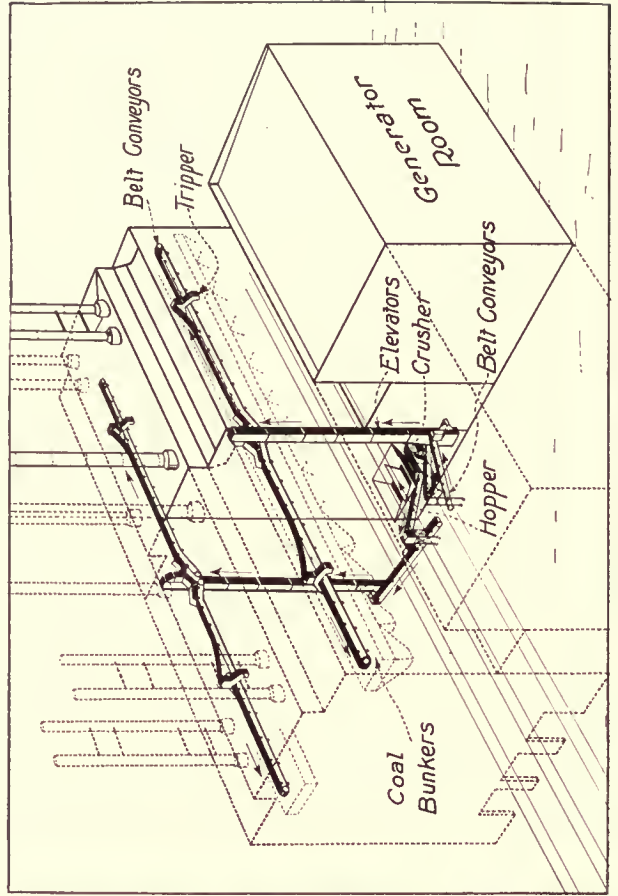 Belt Conveyors
Tripper
Generator
Room
Elevators
Crusher
Belt Conveyors
Hopper
Coal
Bunkers